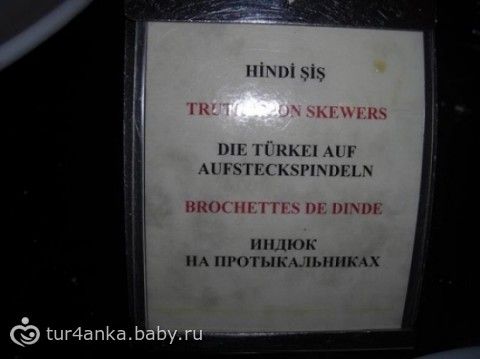 HİNDİ ŞİŞ
ON SKEWERS
DIE TÜRKEI AUF
AUFSTECKSPINDELN
BROCHETTES DE DINDE
ИНДЮК
НА ПРОТЫКАЛЬНИКАХ
tur4anka.baby.ru